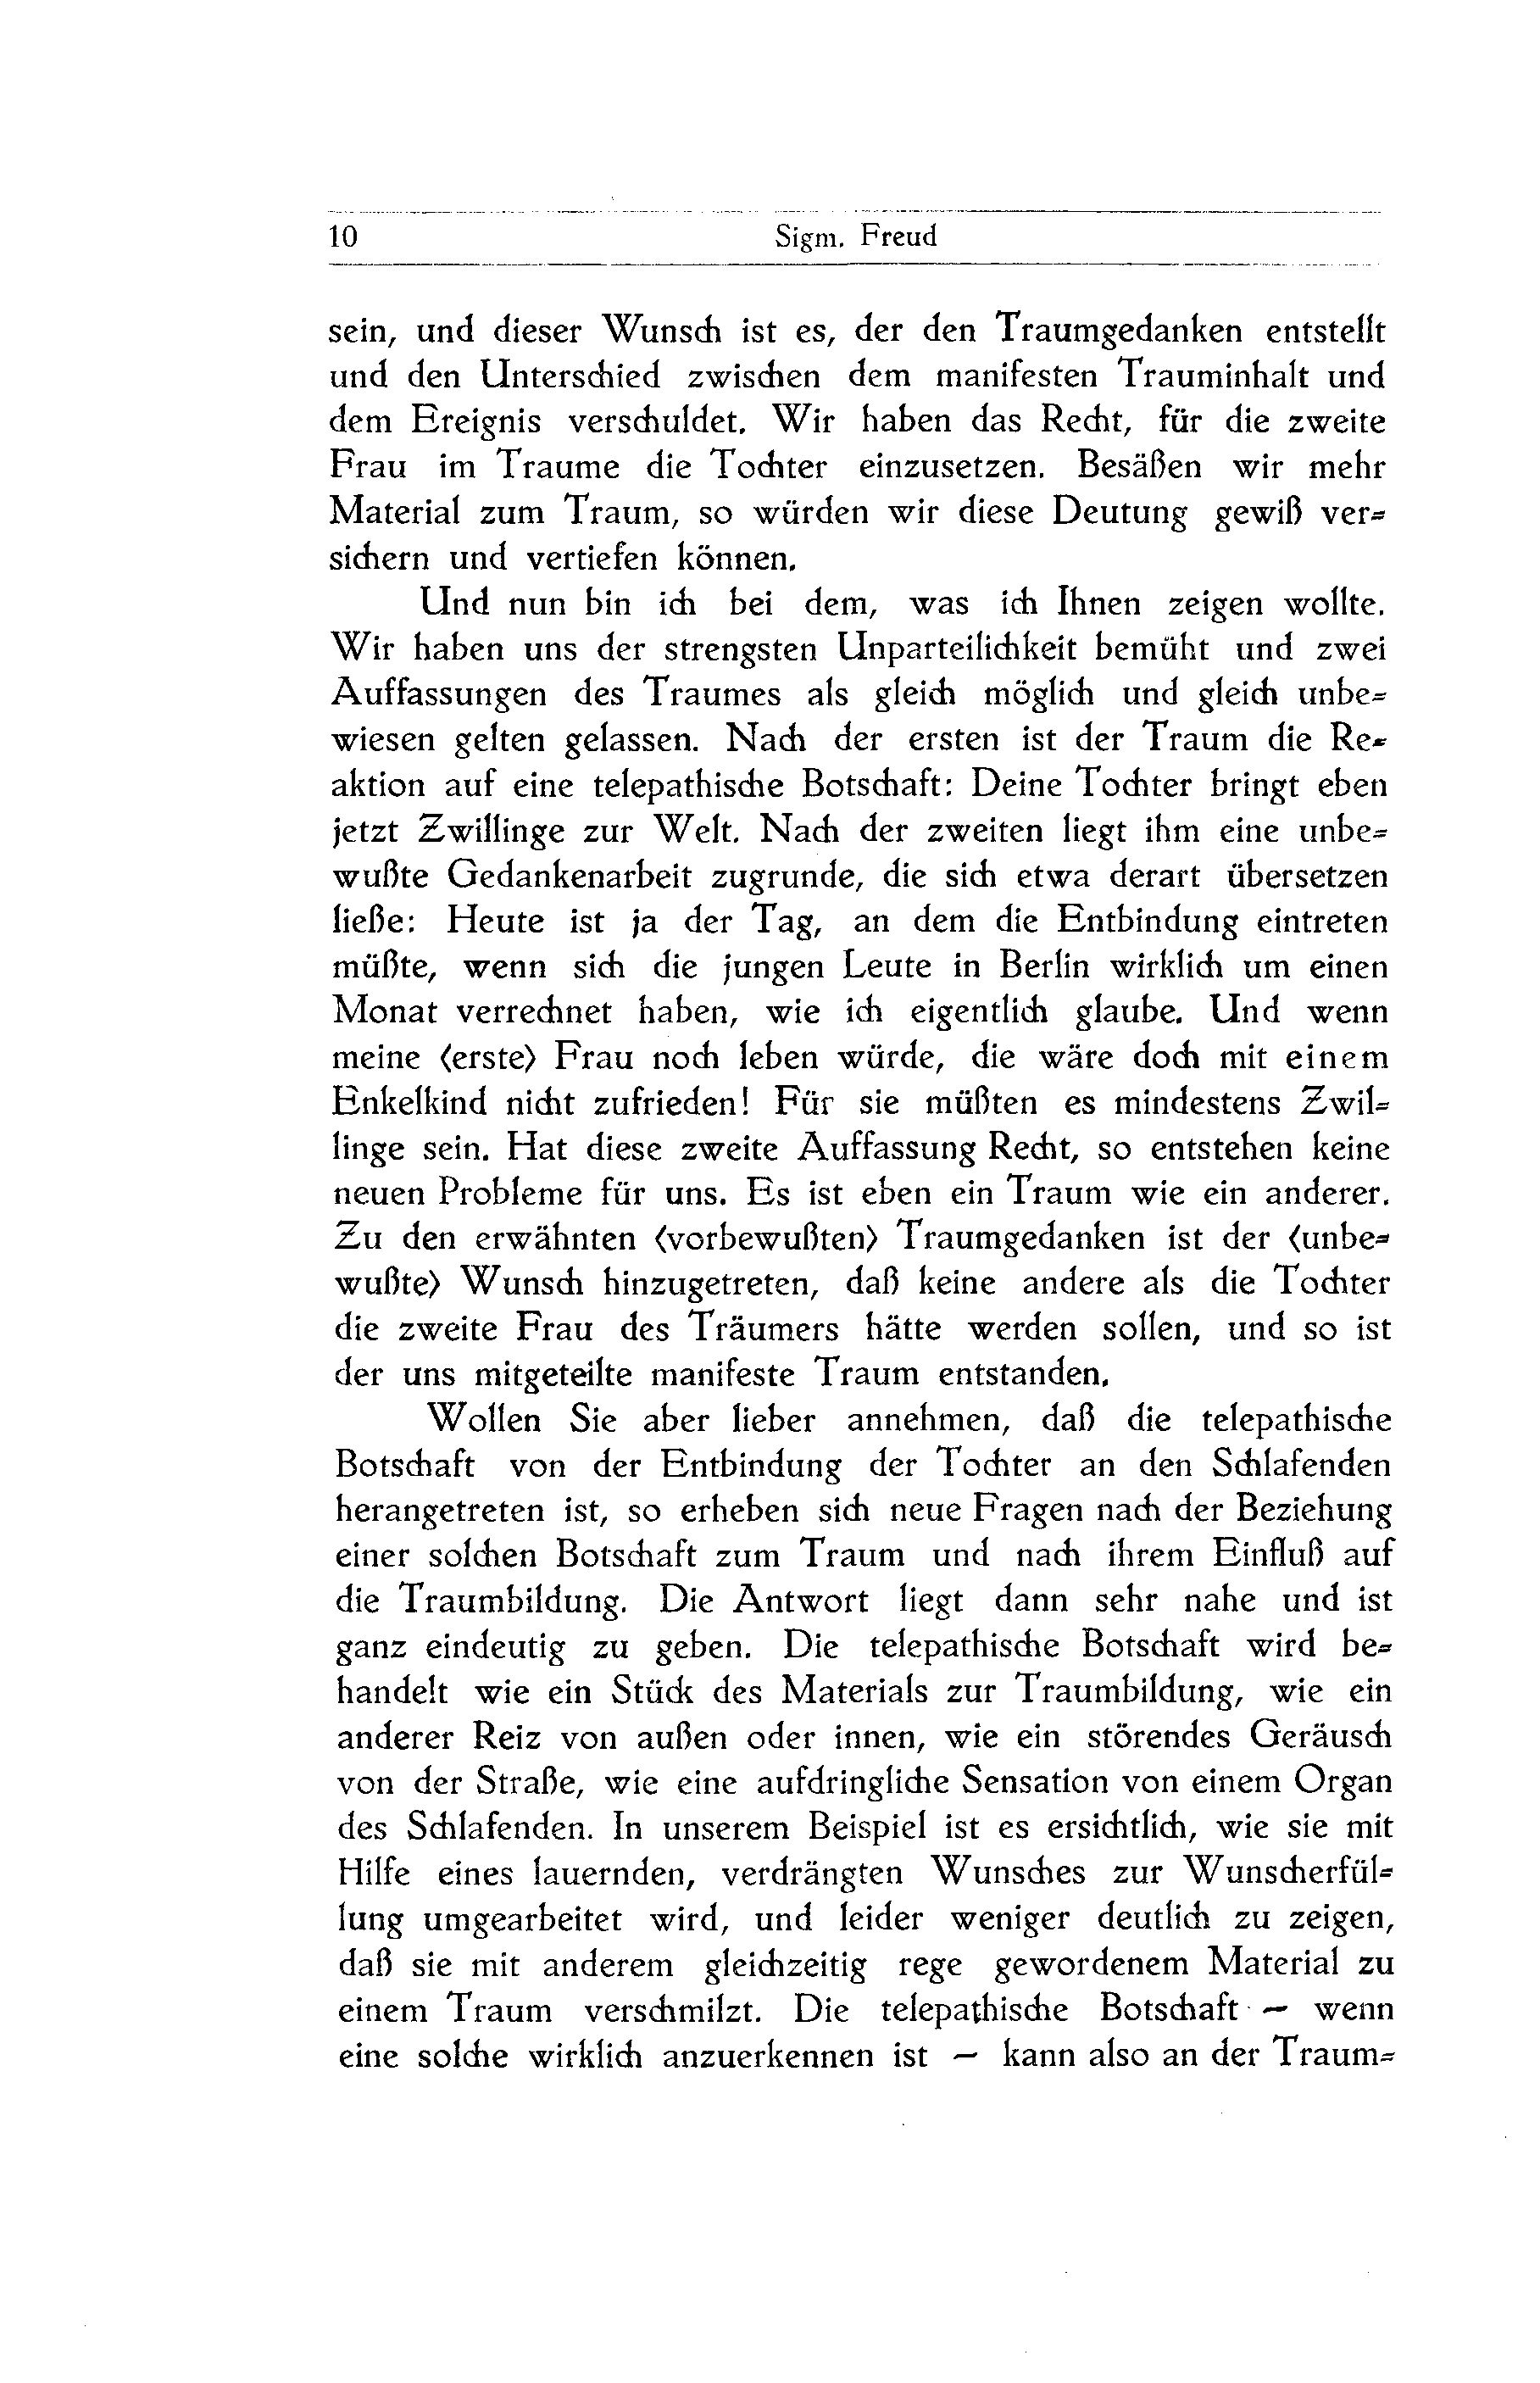 10 Sigm. Freud
sein, und dieser Wunsch ist es, der den Traumgedanken entstellt
und den Unterschied zwischen dem manifesten Trauminhalt und
dem Ereignis verschuldet. Wir haben das Recht, für die zweite
Frau im Traume die Tochter einzusetzen. Besäßen wir mehr
Material zum Traum, so würden wir diese Deutung gewiß ver-
sichern und vertiefen können.
Und nun bin ich bei dem, was ich Ihnen zeigen wollte.
Wir haben uns der strengsten Unparteilichkeit bemüht und zwei
Auffassungen des Traumes als gleich möglich und gleich unbe-
wiesen gelten gelassen. Nach der ersten ist der Traum die Re-
aktion auf eine telepathische Botschaft: Deine Tochter bringt eben
jetzt Zwillinge zur Welt. Nach der zweiten liegt ihm eine unbe-
wußte Gedankenarbeit zugrunde, die sich etwa derart übersetzen
ließe: Heute ist ja der Tag, an dem die Entbindung eintreten
müßte, wenn sich die jungen Leute in Berlin wirklich um einen
Monat verrechnet haben, wie ich eigentlich glaube. Und wenn
meine (erste) Frau noch leben würde, die wäre doch mit einem
Enkelkind nicht zufrieden! Für sie müßten es mindestens Zwil-
linge sein. Hat diese zweite Auffassung Recht, so entstehen keine
neuen Probleme für uns. Es ist eben ein Traum wie ein anderer.
Zu den erwähnten (vorbewußten) Traumgedanken ist der (unbe-
wußte) Wunsch hinzugetreten, daß keine andere als die Tochter
die zweite Frau des Träumers hätte werden sollen, und so ist
der uns mitgeteilte manifeste Traum entstanden.
Wollen Sie aber lieber annehmen, daß die telepathische
Botschaft von der Entbindung der Tochter an den Schlafenden
herangetreten ist, so erheben sich neue Fragen nach der Beziehung
einer solchen Botschaft zum Traum und nach ihrem Einfluß auf
die Traumbildung. Die Antwort liegt dann sehr nahe und ist
ganz eindeutig zu geben. Die telepathische Botschaft wird be-
handelt wie ein Stück des Materials zur Traumbildung, wie ein
anderer Reiz von außen oder innen, wie ein störendes Geräusch
von der Straße, wie eine aufdringliche Sensation von einem Organ
des Schlafenden. In unserem Beispiel ist es ersichtlich, wie sie mit
Hilfe eines lauernden, verdrängten Wunsches zur Wunscherfül-
lung umgearbeitet wird, und leider weniger deutlich zu zeigen,
daß sie mit anderem gleichzeitig rege gewordenem Material zu
einem Traum verschmilzt. Die telepathische Botschaft — wenn
eine solche wirklich anzuerkennen ist — kann also an der Traum-